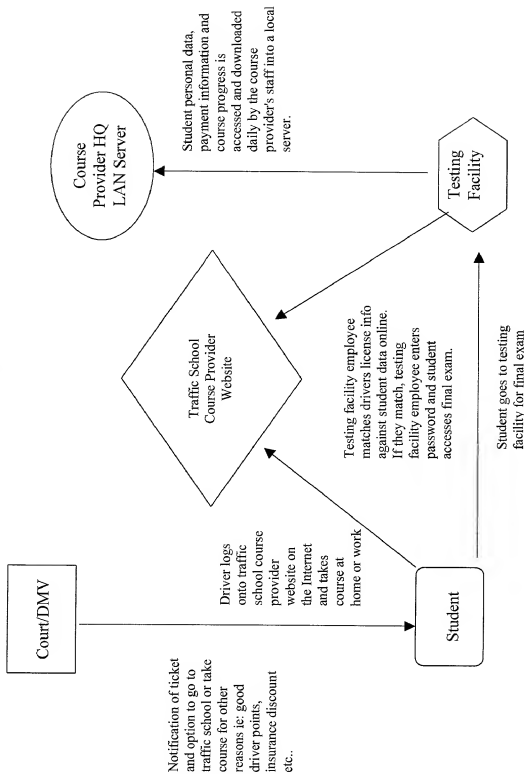 Court/DMV
Notification of ticket
and option to go to
traffic school or take
course for other
reasons ie: good
driver points,
insurance discount
etc..
Driver logs
onto traffic
school course
provider
website on
the Internet
and takes
course at
home or work
Student
Traffic School
Course Provider
Website
Testing facility employee
matches drivers license info
against student data online.
If they match, testing
facility employee enters
password and student
accesses final exam.
Student goes to testing
facility for final exam
Course
Provider HQ
LAN Server
Student personal data,
payment information and
course progress is
accessed and downloaded
daily by the course
provider's staff into a local
server.
Testing
Facility